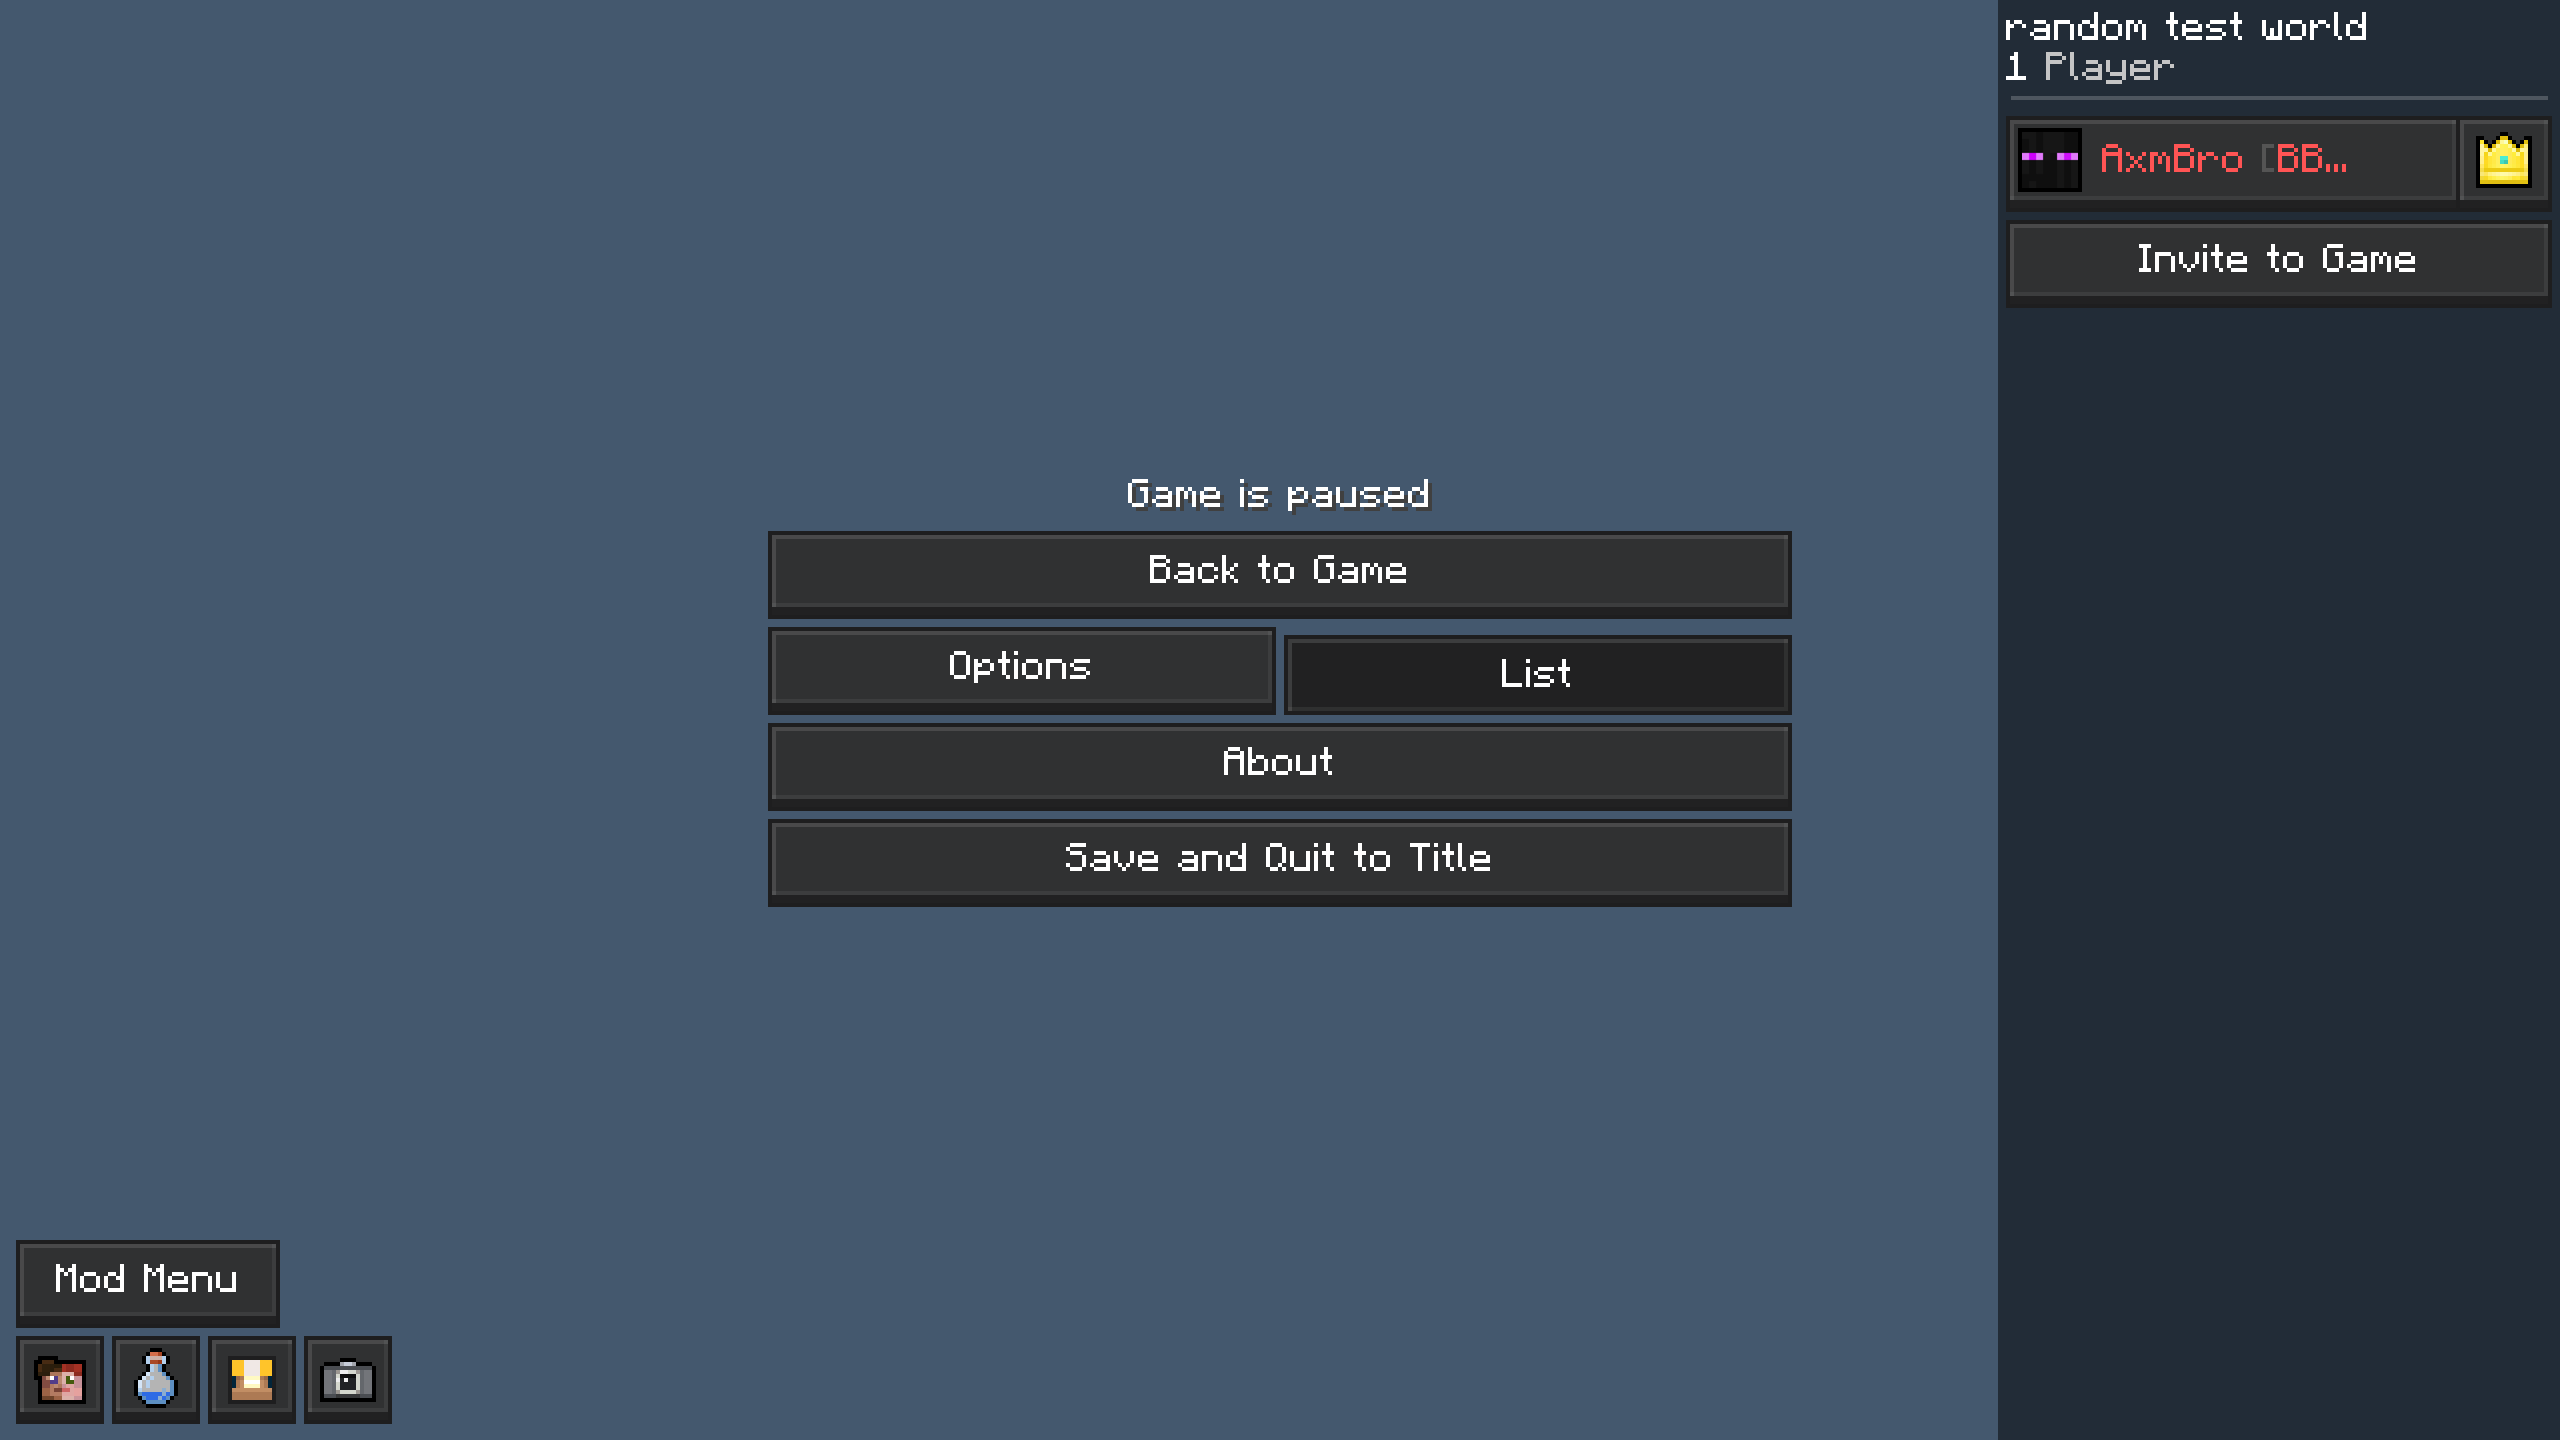 random test world
1 Player
AxmBro [BB...
Invite to Game
Game is paused
Back to Game
Options
List
About
Save and Quit to Title
Mod Menu